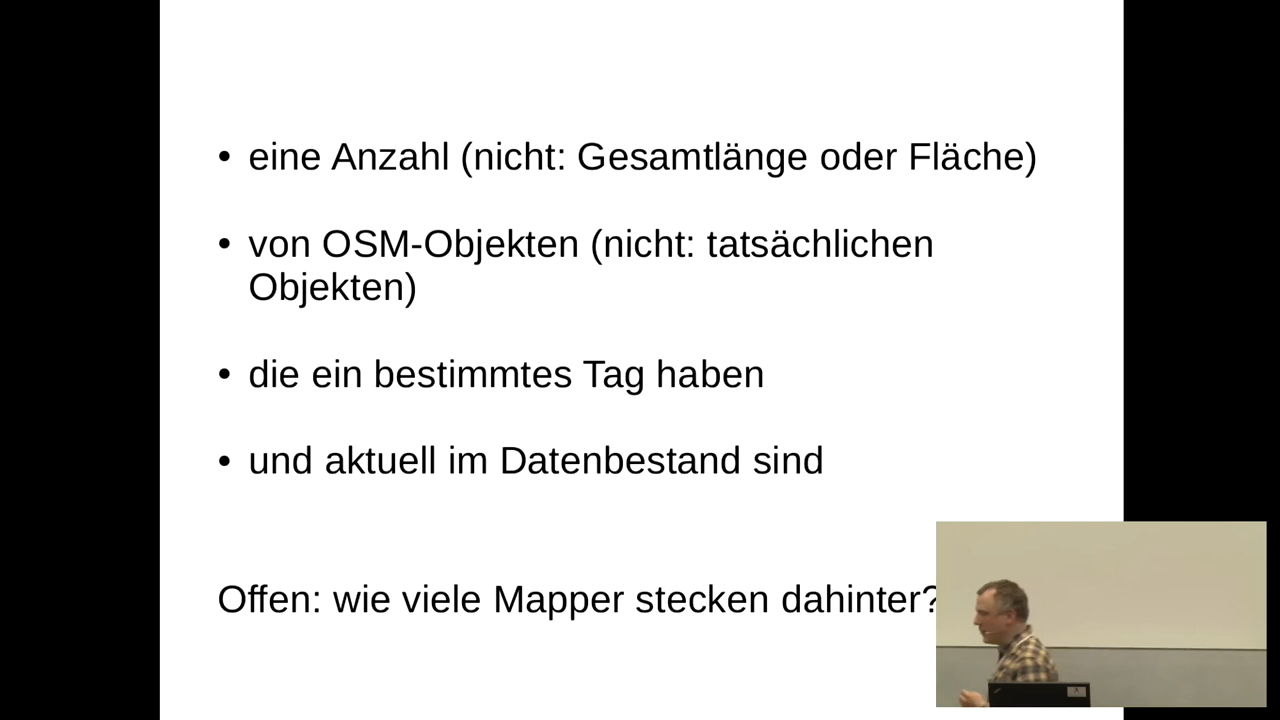 • eine Anzahl (nicht: Gesamtlänge oder Fläche)
• von OSM-Objekten (nicht: tatsächlichen
Objekten)
• die ein bestimmtes Tag haben
• und aktuell im Datenbestand sind
Offen: wie viele Mapper stecken dahinter?